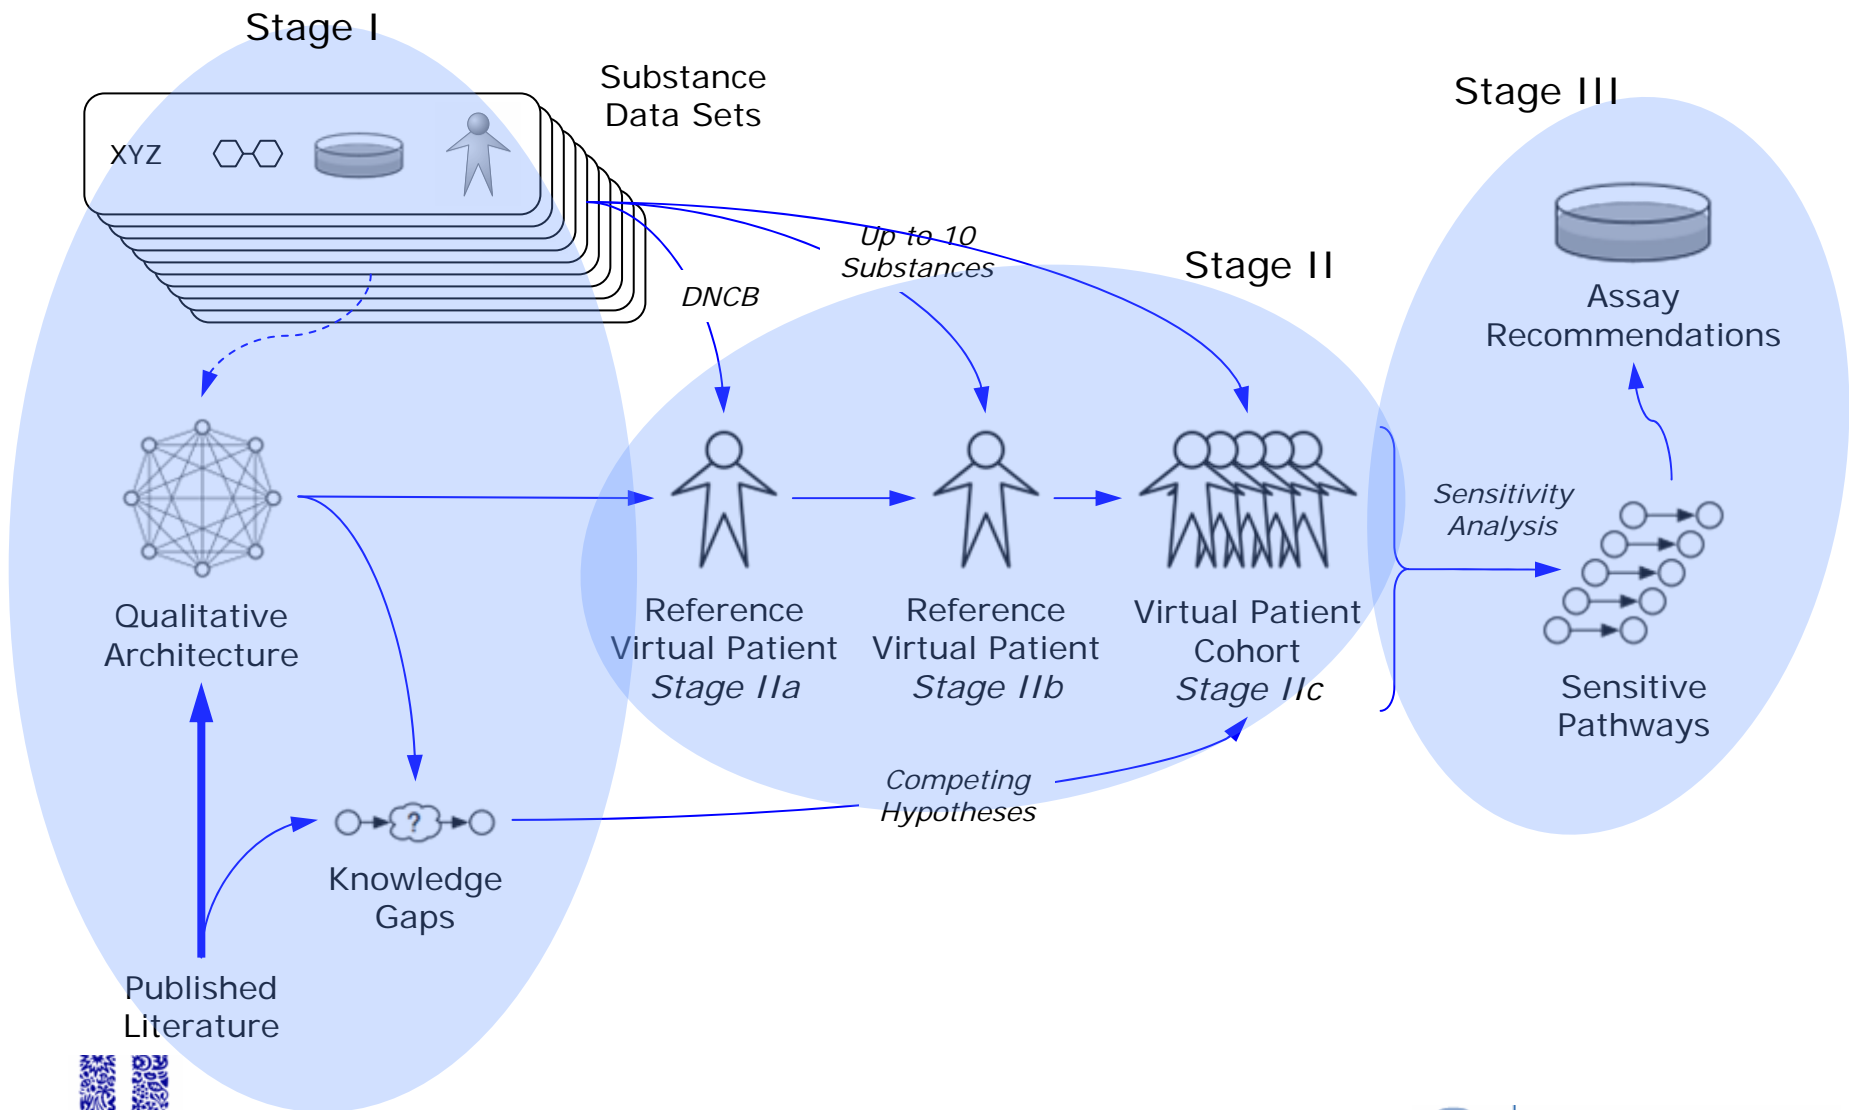 Stage I
Substance
Data Sets
XYZ
Stage III
Up to 10
Substances
DNCB
Stage II
Assay
Recommendations
Sensitivity
Analysis
Qualitative
Architecture
Reference
Virtual Patient
Stage IIa
Reference
Virtual Patient
Stage IIb
Virtual Patient
Cohort
Stage IIc
Sensitive
Pathways
Competing
Hypotheses
?
Knowledge
Gaps
Published
Literature